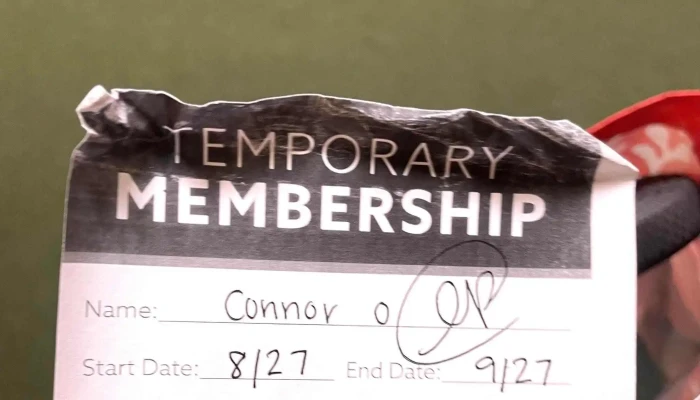 TEMPORARY
MEMBERSHIP
Name: Connor O
Start Date: 8/27 End Date: 9/27